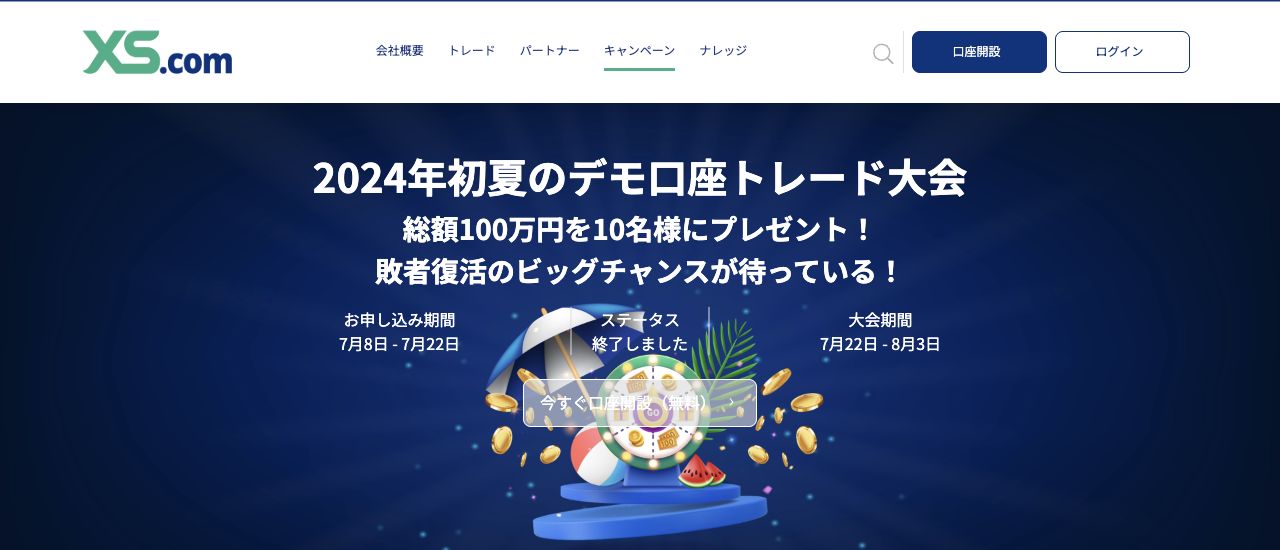 XS.com
会社概要
トレード
パートナー
キャンペーン
ナレッジ
口座開設
ログイン
2024年初夏のデモ口座トレード大会
総額100万円を10名様にプレゼント！
敗者復活のビッグチャンスが待っている！
お申し込み期間
7月8日 - 7月22日
ステータス
終了しました
大会期間
7月22日 - 8月3日
今すぐ口座開設（無料）
GO
100
100